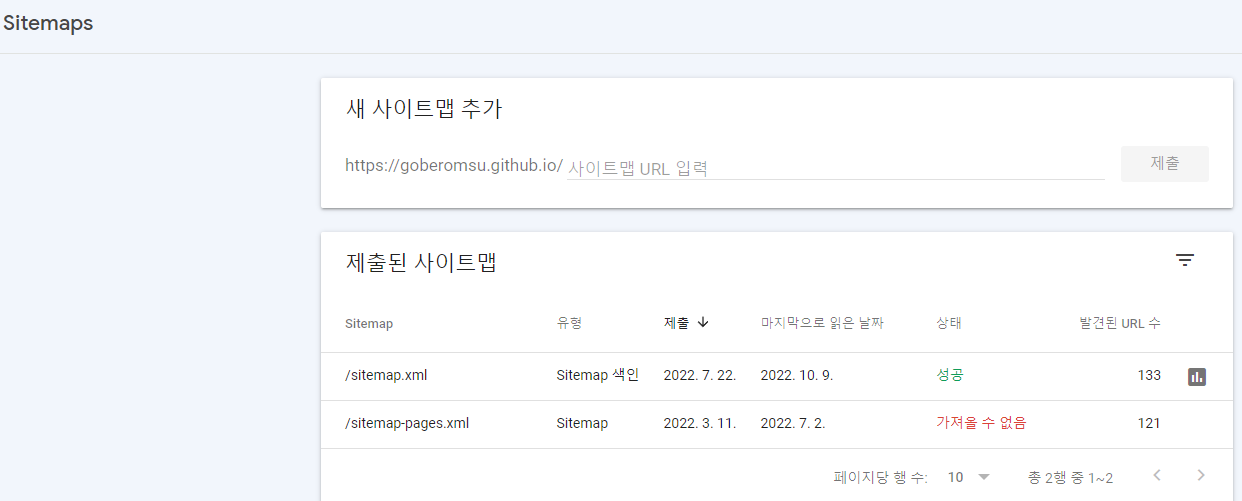 Sitemaps
새 사이트맵 추가
https://goberomsu.github.io/ 사이트맵 URL 입력 제출
제출된 사이트맵
Sitemap 유형 제출 마지막으로 읽은 날짜 상태 발견된 URL 수
/sitemap.xml Sitemap 색인 2022. 7. 22. 2022. 10. 9. 성공 133
/sitemap-pages.xml Sitemap 2022. 3. 11. 2022. 7. 2. 가져올 수 없음 121
페이지당 행 수: 10 총 2행 중 1~2